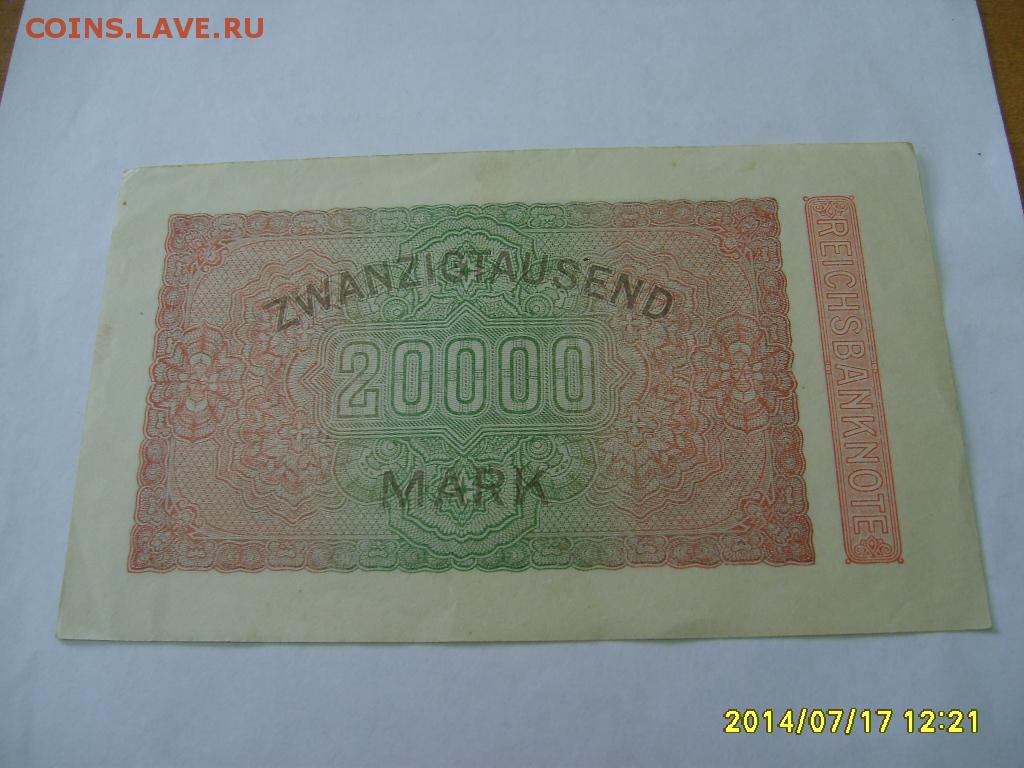 COINS.LAVE.RU
ZWANZIGTAUSEND
20000
MARK
REICHSBANKNOTE
2014/07/17 12:21